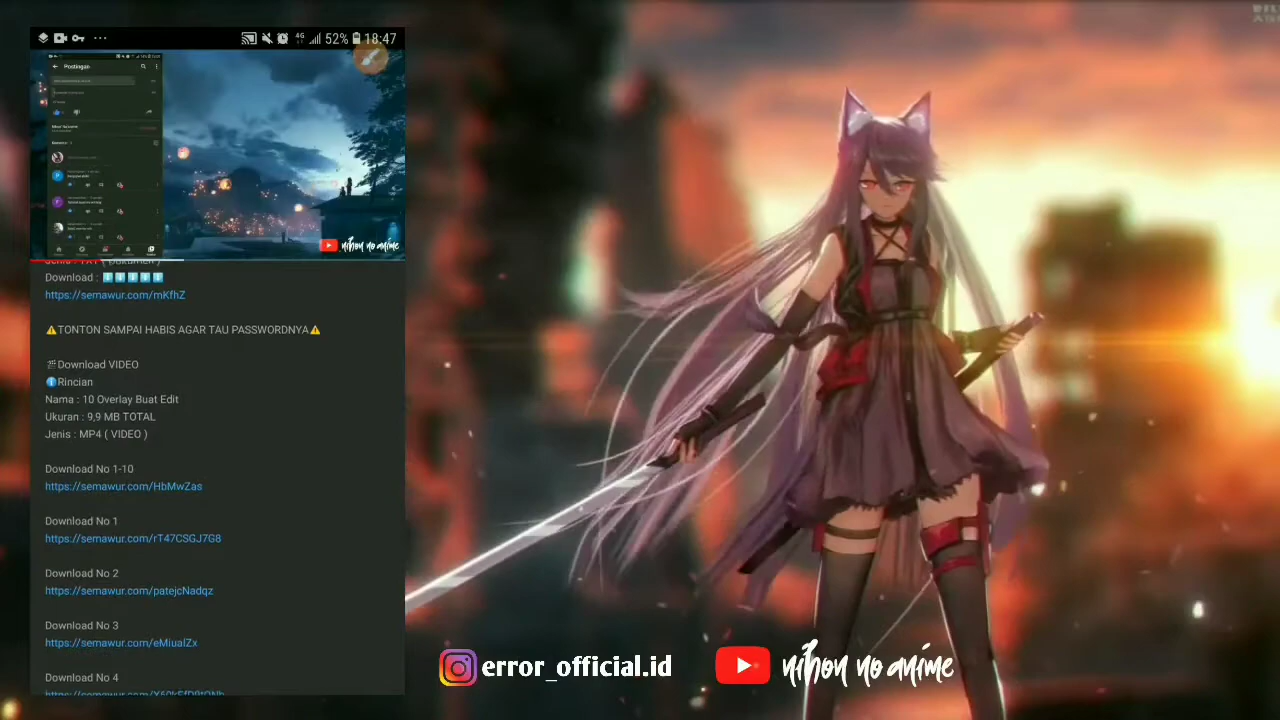 52% 18:47
Postingan
nihon no anime
Download : ⬇️⬇️⬇️⬇️⬇️
https://semawur.com/mKfhZ
⚠️TONTON SAMPAI HABIS AGAR TAU PASSWORDNYA⚠️
🎬Download VIDEO
ℹ️Rincian
Nama : 10 Overlay Buat Edit
Ukuran : 9,9 MB TOTAL
Jenis : MP4 ( VIDEO )
Download No 1-10
https://semawur.com/HbMwZas
Download No 1
https://semawur.com/rT47CSGJ7G8
Download No 2
https://semawur.com/patejcNadqz
Download No 3
https://semawur.com/eMiualZx
Download No 4
error_official.id
nihon no anime